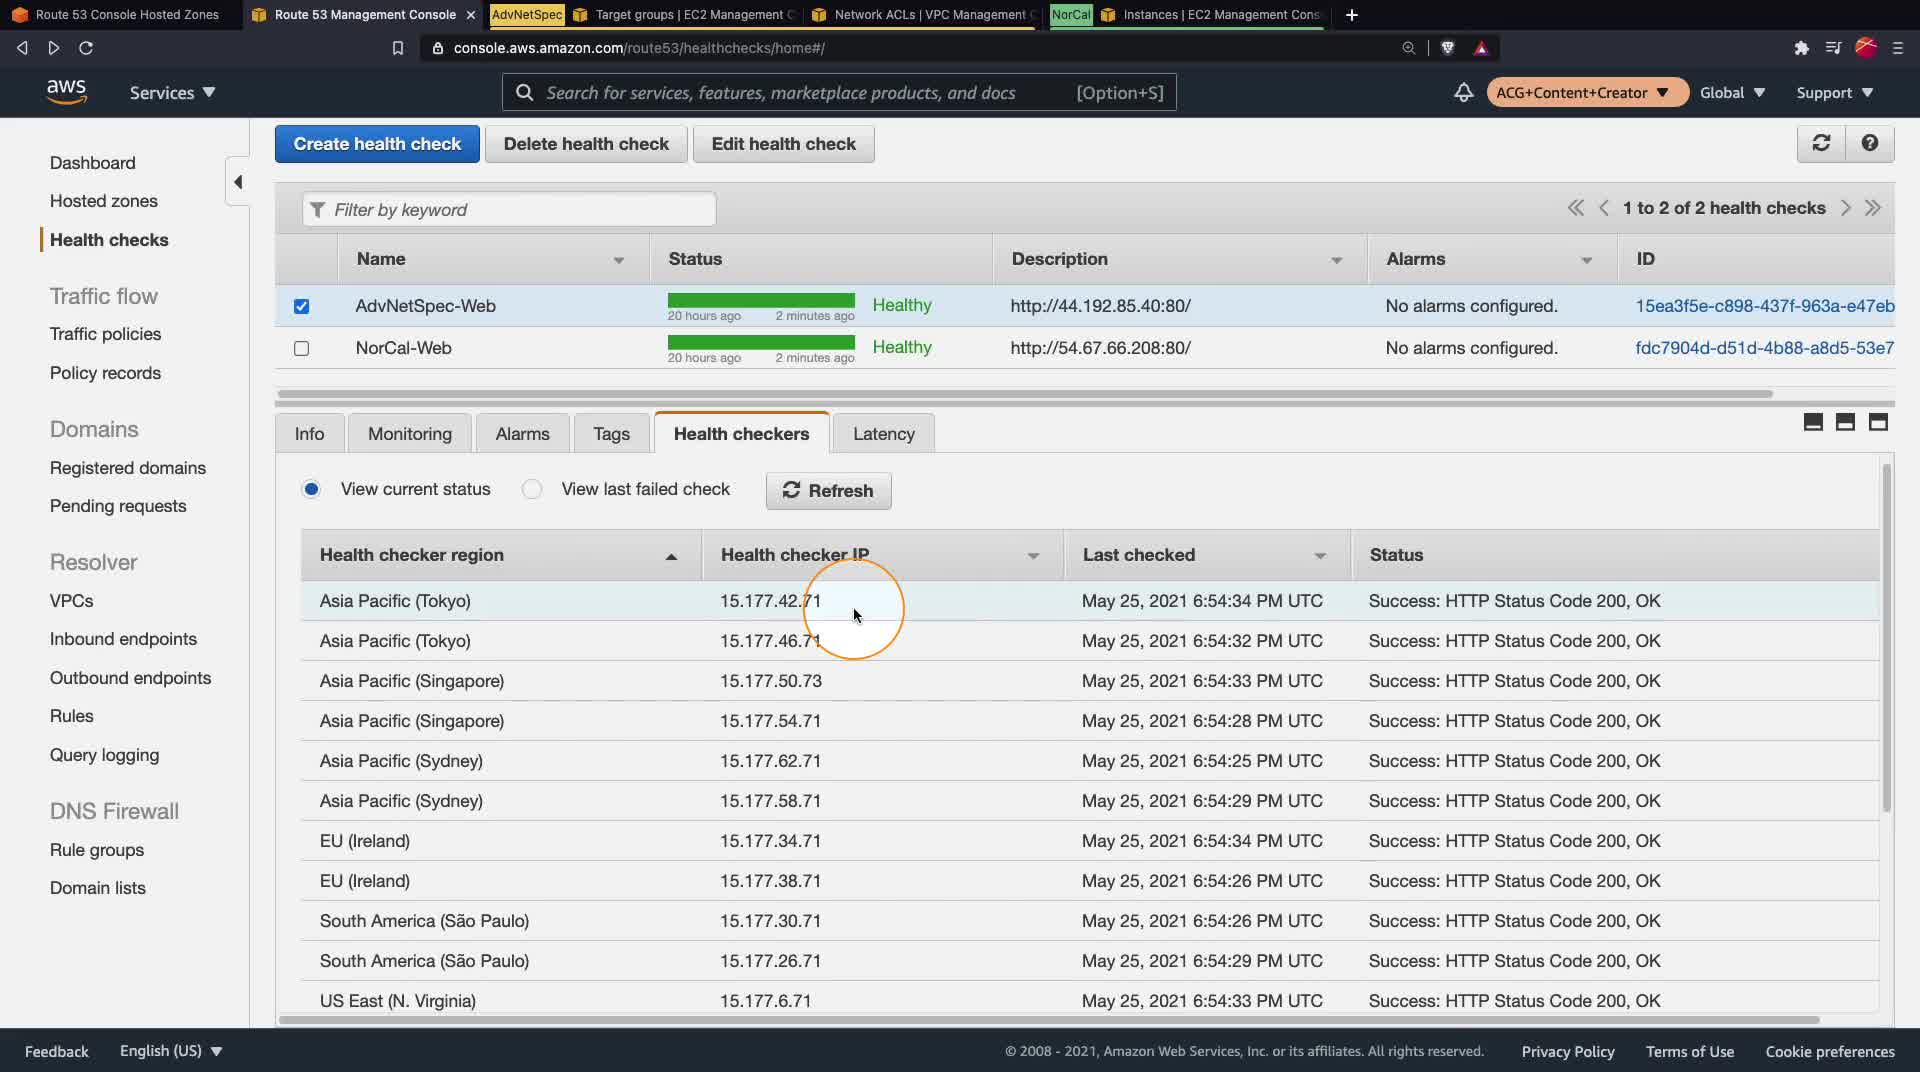 Route 53 Console Hosted Zones
Route 53 Management Console
AdvNetSpec
Target groups | EC2 Management C
Network ACLs | VPC Management C
NorCal
Instances | EC2 Management Cons
console.aws.amazon.com/route53/healthchecks/home#/
aws
Services
Search for services, features, marketplace products, and docs
[Option+S]
ACG+Content+Creator
Global
Support
Dashboard
Hosted zones
Health checks
Traffic flow
Traffic policies
Policy records
Domains
Registered domains
Pending requests
Resolver
VPCs
Inbound endpoints
Outbound endpoints
Rules
Query logging
DNS Firewall
Rule groups
Domain lists
Create health check
Delete health check
Edit health check
Filter by keyword
1 to 2 of 2 health checks
Name Status Description Alarms ID
AdvNetSpec-Web 20 hours ago 2 minutes ago Healthy http://44.192.85.40:80/ No alarms configured. 15ea3f5e-c898-437f-963a-e47eb
NorCal-Web 20 hours ago 2 minutes ago Healthy http://54.67.66.208:80/ No alarms configured. fdc7904d-d51d-4b88-a8d5-53e7
Info Monitoring Alarms Tags Health checkers Latency
View current status View last failed check Refresh
Health checker region Health checker IP Last checked Status
Asia Pacific (Tokyo) 15.177.42.71 May 25, 2021 6:54:34 PM UTC Success: HTTP Status Code 200, OK
Asia Pacific (Tokyo) 15.177.46.71 May 25, 2021 6:54:32 PM UTC Success: HTTP Status Code 200, OK
Asia Pacific (Singapore) 15.177.50.73 May 25, 2021 6:54:33 PM UTC Success: HTTP Status Code 200, OK
Asia Pacific (Singapore) 15.177.54.71 May 25, 2021 6:54:28 PM UTC Success: HTTP Status Code 200, OK
Asia Pacific (Sydney) 15.177.62.71 May 25, 2021 6:54:25 PM UTC Success: HTTP Status Code 200, OK
Asia Pacific (Sydney) 15.177.58.71 May 25, 2021 6:54:29 PM UTC Success: HTTP Status Code 200, OK
EU (Ireland) 15.177.34.71 May 25, 2021 6:54:34 PM UTC Success: HTTP Status Code 200, OK
EU (Ireland) 15.177.38.71 May 25, 2021 6:54:26 PM UTC Success: HTTP Status Code 200, OK
South America (São Paulo) 15.177.30.71 May 25, 2021 6:54:26 PM UTC Success: HTTP Status Code 200, OK
South America (São Paulo) 15.177.26.71 May 25, 2021 6:54:29 PM UTC Success: HTTP Status Code 200, OK
US East (N. Virginia) 15.177.6.71 May 25, 2021 6:54:33 PM UTC Success: HTTP Status Code 200, OK
Feedback English (US) © 2008 - 2021, Amazon Web Services, Inc. or its affiliates. All rights reserved. Privacy Policy Terms of Use Cookie preferences